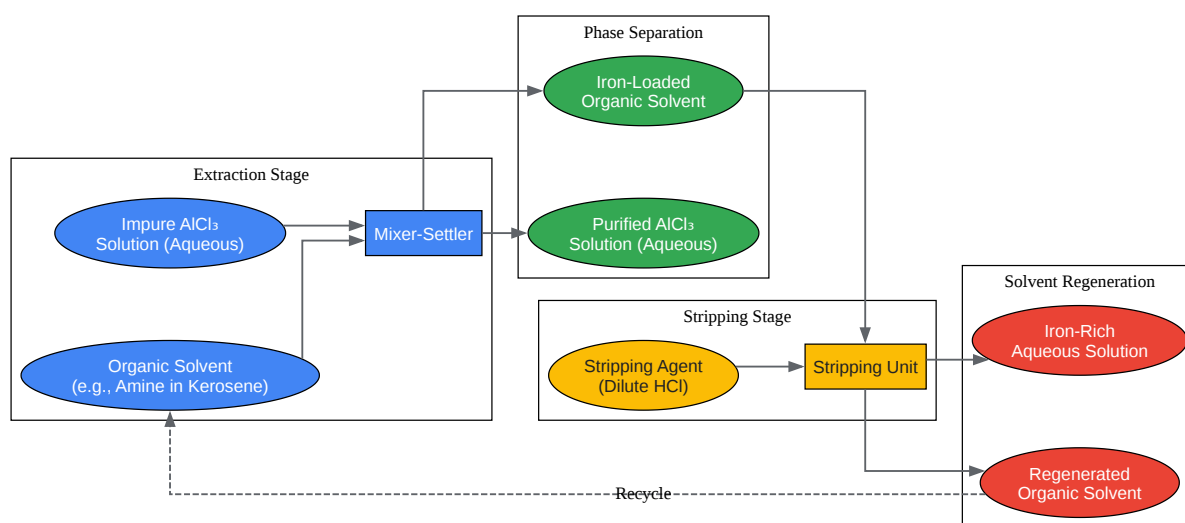 Phase Separation
Iron-Loaded
Organic Solvent
Extraction Stage
Impure AlCl₃
Solution (Aqueous)
Mixer-Settler
Purified AlCl₃
Solution (Aqueous)
Solvent Regeneration
Stripping Stage
Iron-Rich
Aqueous Solution
Organic Solvent
(e.g., Amine in Kerosene)
Stripping Agent
(Dilute HCl)
Stripping Unit
Regenerated
Organic Solvent
Recycle